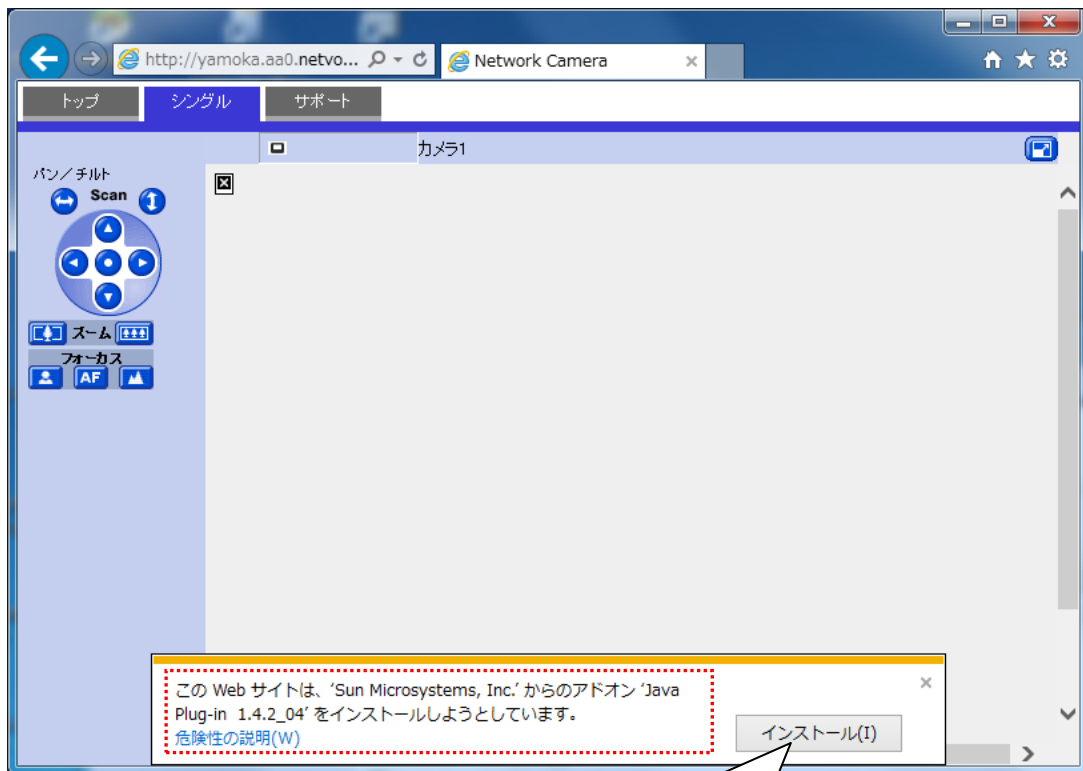 http://yamoka.aa0.netvo...
Network Camera
トップ
シングル
サポート
カメラ1
パン／チルト
Scan
ズーム
フォーカス
AF
この Web サイトは、‘Sun Microsystems, Inc.’ からのアドオン ‘Java
Plug-in 1.4.2_04’ をインストールしようとしています。
危険性の説明(W)
インストール(I)